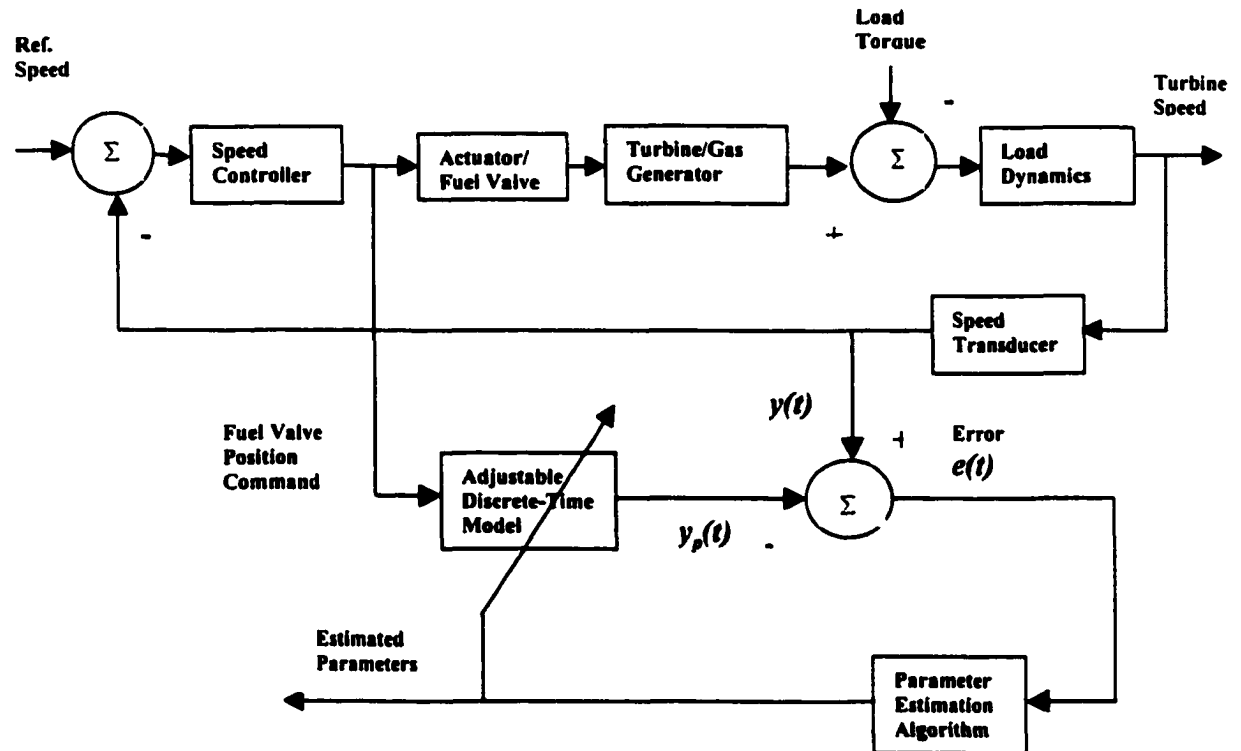 Load
Torque
Ref.
Speed
Turbine
Speed
Σ
Speed
Controller
Actuator/
Fuel Valve
Turbine/Gas
Generator
Σ
Load
Dynamics
-
-
+
Speed
Transducer
y(t)
+
Error
e(t)
Fuel Valve
Position
Command
Adjustable
Discrete-Time
Model
Σ
yₚ(t)
-
Estimated
Parameters
Parameter
Estimation
Algorithm